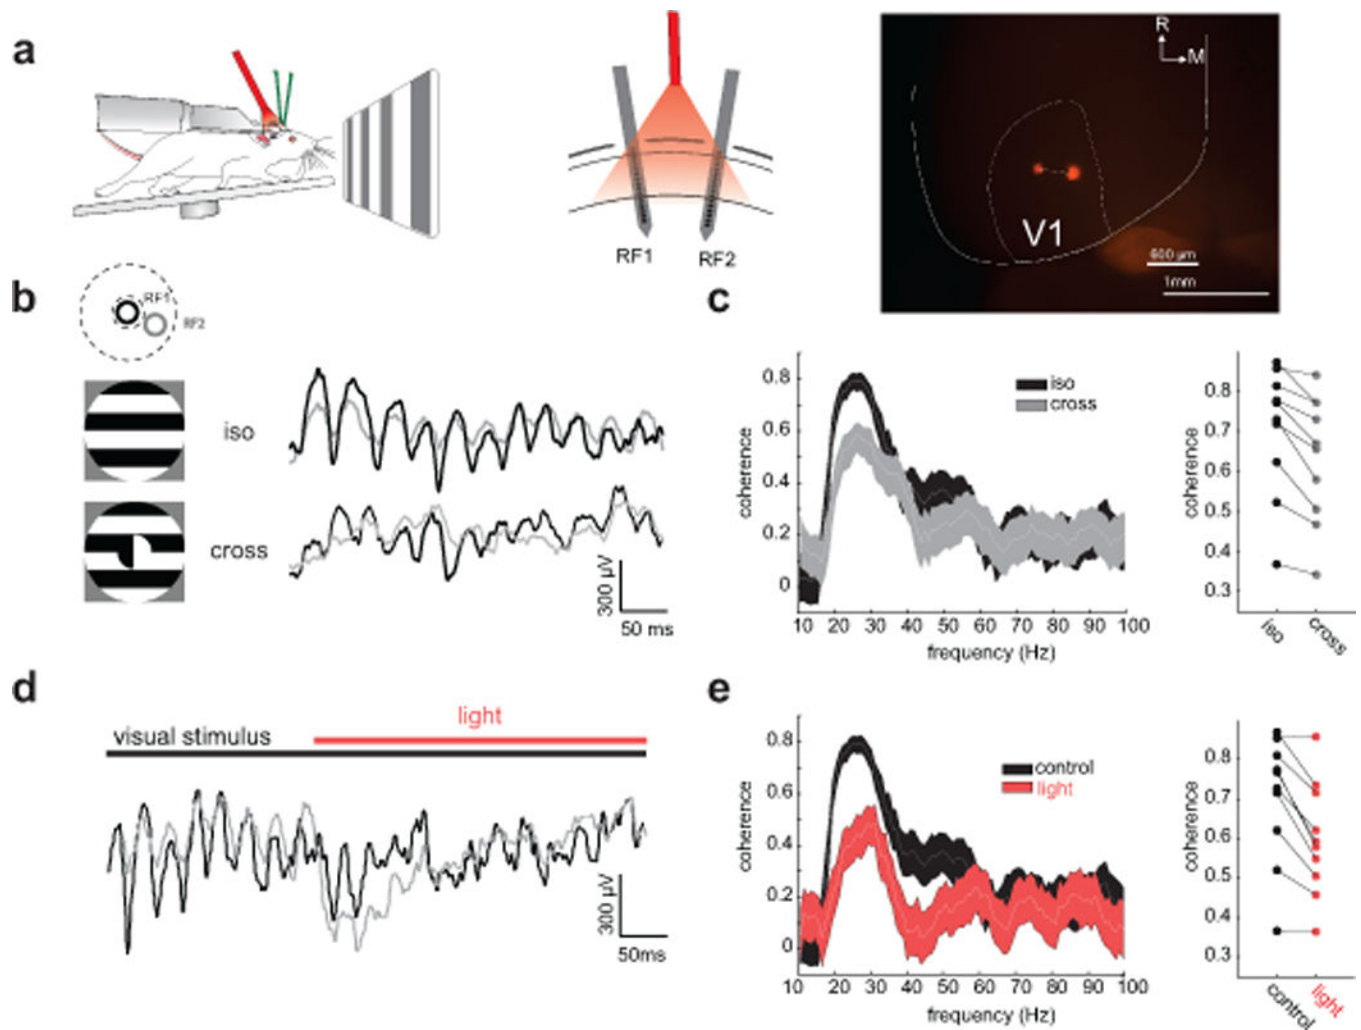 a
R
M
V1
600 µm
1mm
RF1
RF2
b
RF1
RF2
iso
cross
300 µV
50 ms
c
iso
cross
coherence
0.8
0.6
0.4
0.2
0
10 20 30 40 50 60 70 80 90 100
frequency (Hz)
coherence
0.8
0.7
0.6
0.5
0.4
0.3
iso
cross
d
light
visual stimulus
300 µV
50ms
e
control
light
coherence
0.8
0.6
0.4
0.2
0
10 20 30 40 50 60 70 80 90 100
frequency (Hz)
coherence
0.8
0.7
0.6
0.5
0.4
0.3
control
light